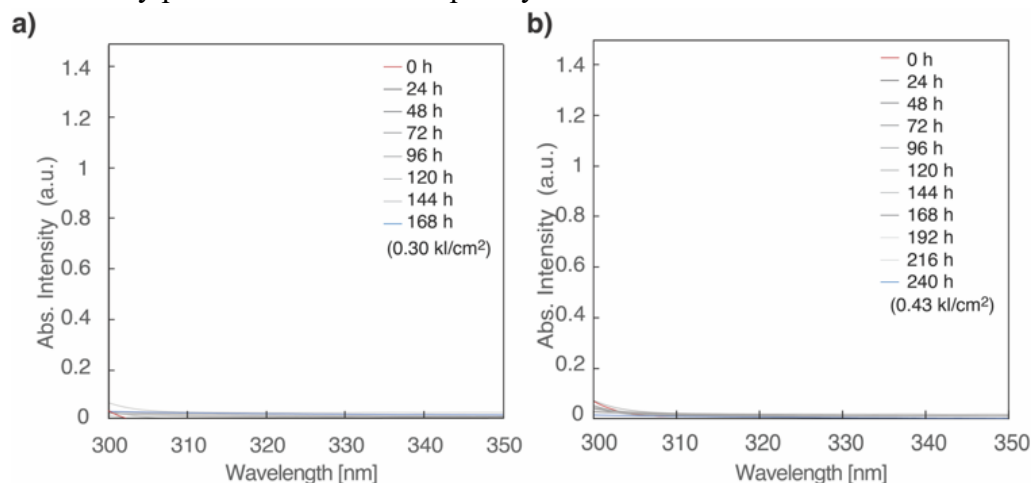 a)
1.4
1.2
1
0.8
0.6
0.4
0.2
0
Abs. Intensity (a.u.)
0 h
24 h
48 h
72 h
96 h
120 h
144 h
168 h
(0.30 kl/cm²)
300 310 320 330 340 350
Wavelength [nm]
b)
1.4
1.2
1
0.8
0.6
0.4
0.2
0
Abs. Intensity (a.u.)
0 h
24 h
48 h
72 h
96 h
120 h
144 h
168 h
192 h
216 h
240 h
(0.43 kl/cm²)
300 310 320 330 340 350
Wavelength [nm]